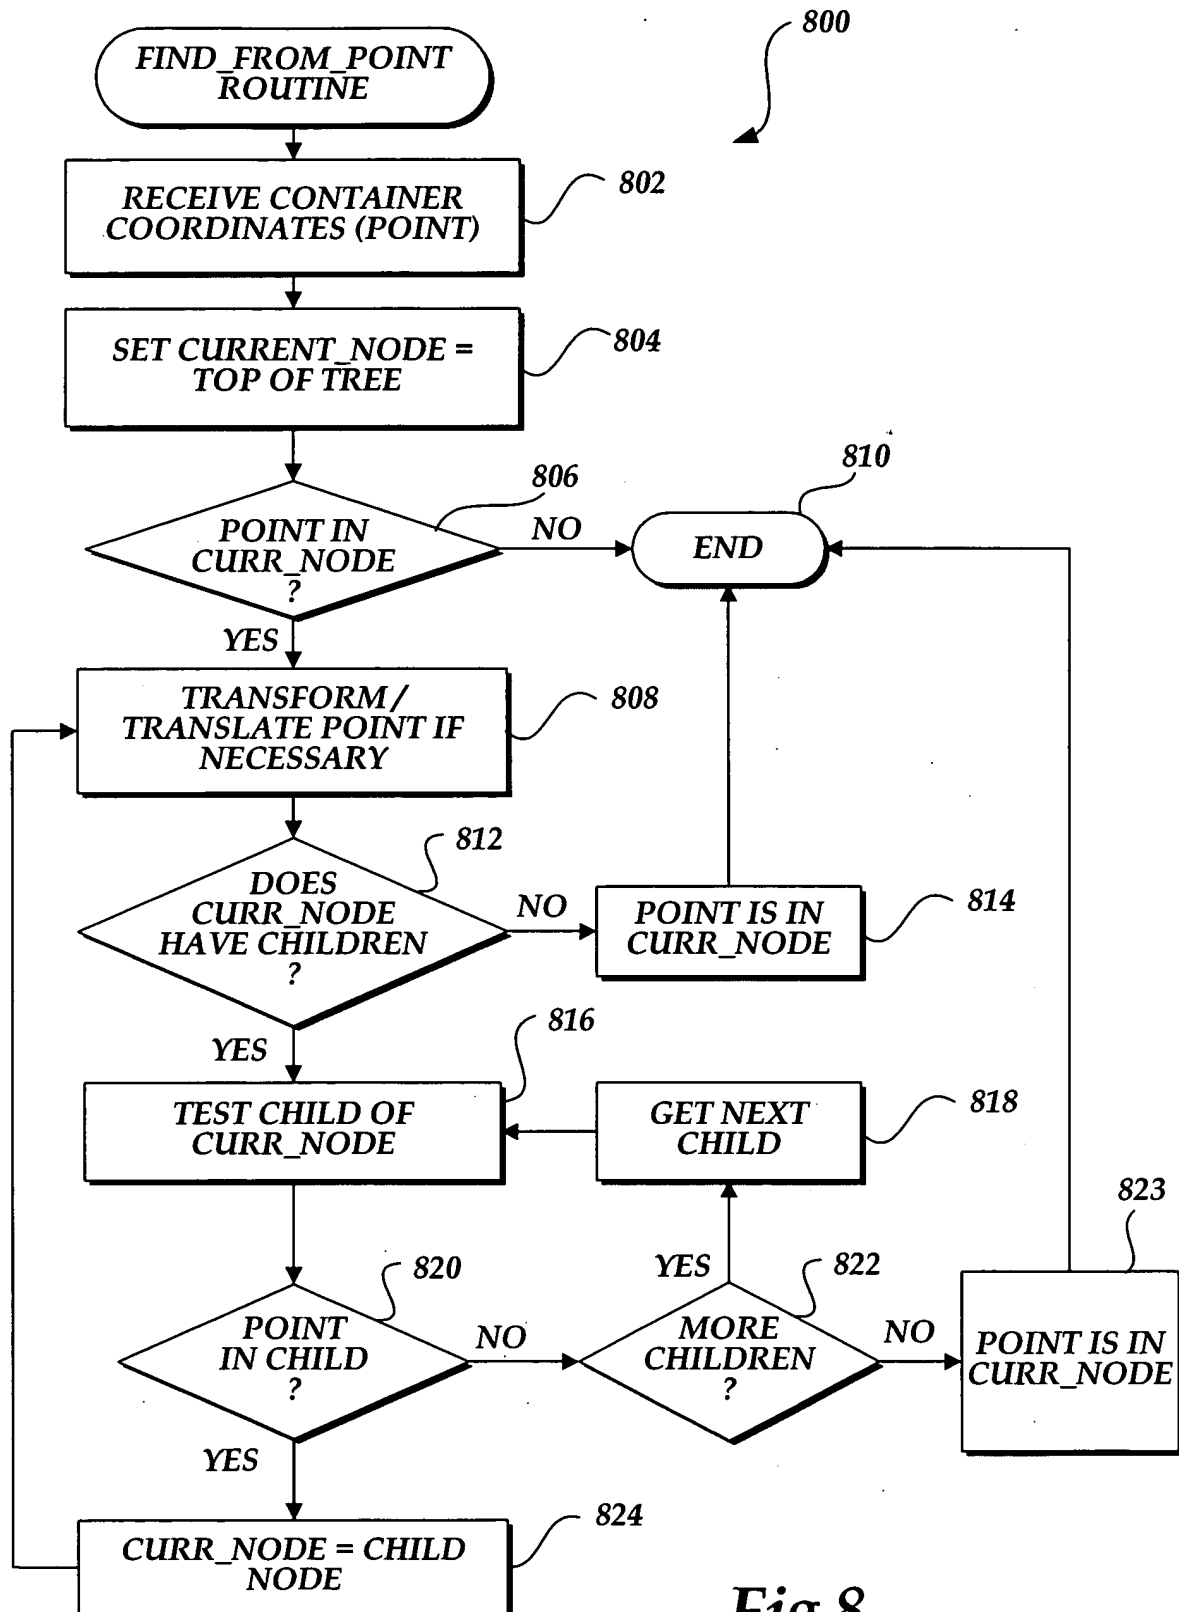 800
FIND_FROM_POINT
ROUTINE
RECEIVE CONTAINER
COORDINATES (POINT)
802
SET CURRENT_NODE =
TOP OF TREE
804
POINT IN
CURR_NODE
?
806
NO
END
810
YES
TRANSFORM/
TRANSLATE POINT IF
NECESSARY
808
DOES
CURR_NODE
HAVE CHILDREN
?
812
NO
POINT IS IN
CURR_NODE
814
YES
TEST CHILD OF
CURR_NODE
816
GET NEXT
CHILD
818
POINT
IN CHILD
?
820
NO
YES
MORE
CHILDREN
?
822
NO
POINT IS IN
CURR_NODE
823
YES
CURR_NODE = CHILD
NODE
824
Fig 8